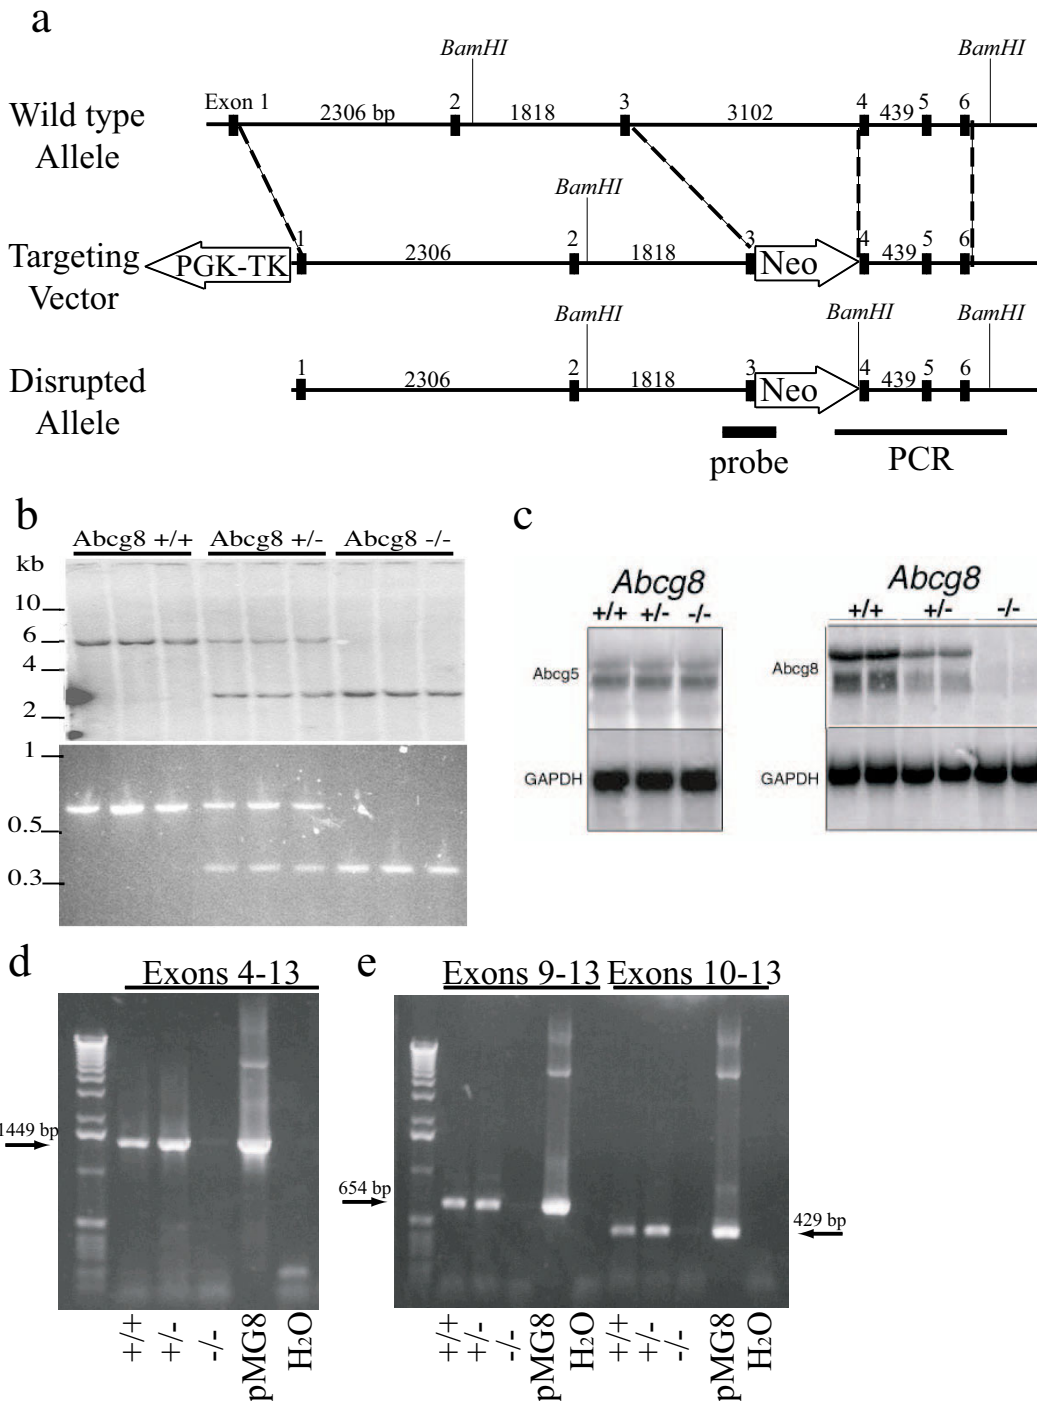 a
BamHI BamHI
Wild type
Allele
Exon 1 2306 bp 2 1818 3 3102 4 439 5 6
BamHI
Targeting
Vector
PGK-TK 1 2306 2 1818 3 Neo 4 439 5 6
BamHI BamHI BamHI
Disrupted
Allele
1 2306 2 1818 3 Neo 4 439 5 6
probe PCR
b
Abcg8 +/+ Abcg8 +/- Abcg8 -/-
kb
10
6
4
2
1
0.5
0.3
c
Abcg8
+/+ +/- -/-
Abcg5
GAPDH
Abcg8
+/+ +/- -/-
Abcg8
GAPDH
d
Exons 4-13
1449 bp
+/+ +/- -/- pMG8 H2O
e
Exons 9-13 Exons 10-13
654 bp
429 bp
+/+ +/- -/- pMG8 H2O +/+ +/- -/- pMG8 H2O